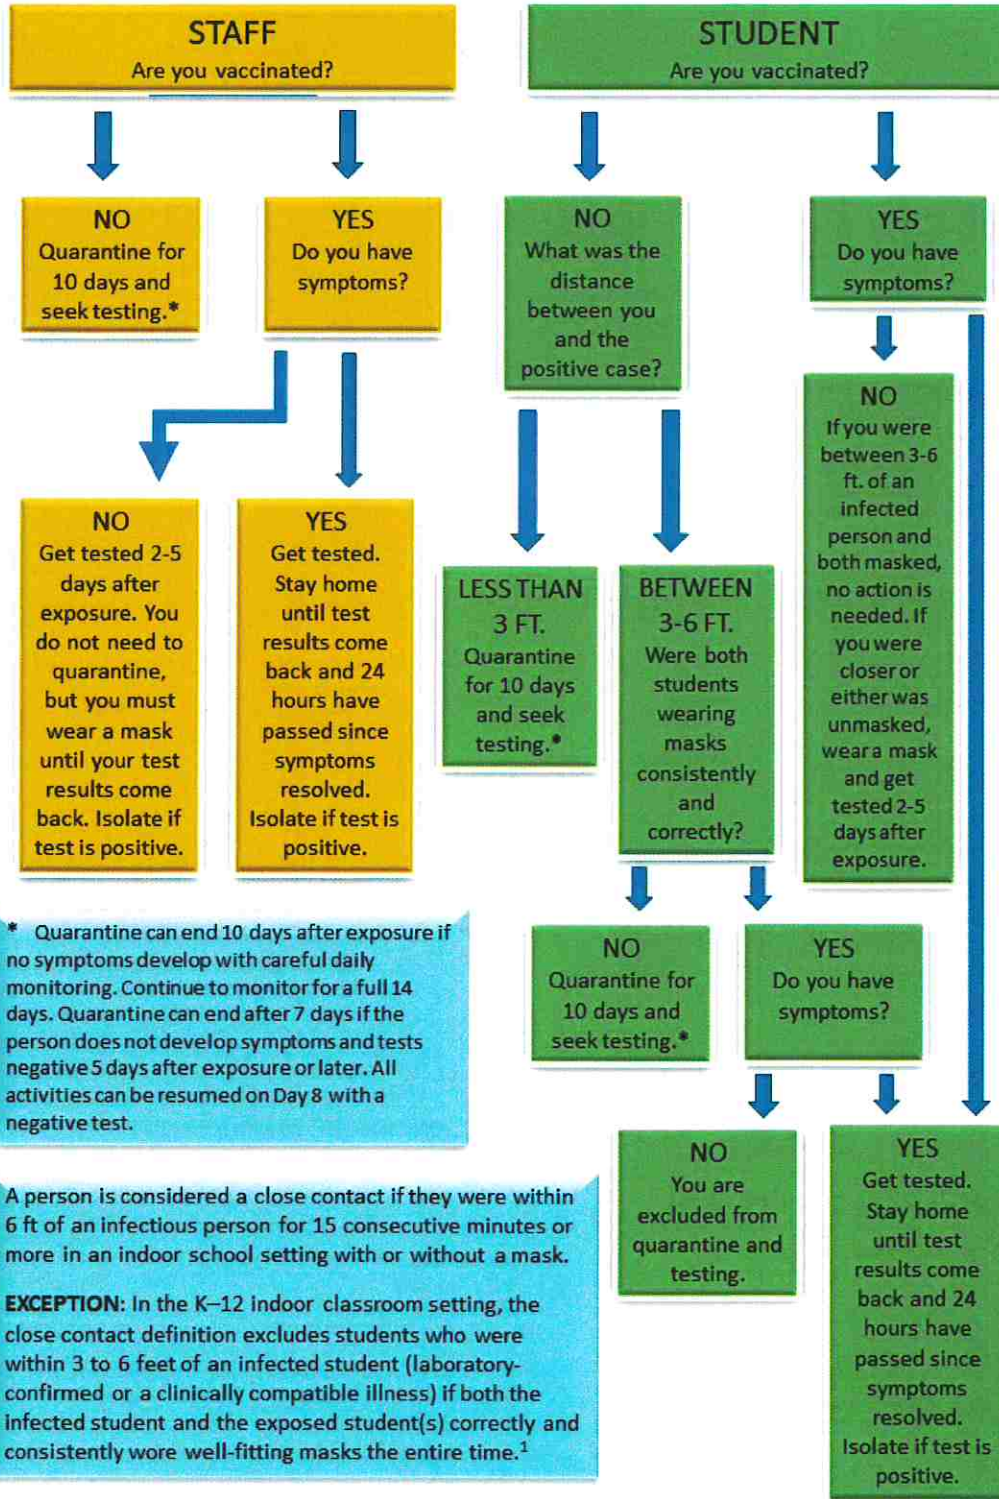 STAFF
Are you vaccinated?
STUDENT
Are you vaccinated?
NO
Quarantine for
10 days and
seek testing.*
YES
Do you have
symptoms?
NO
What was the
distance
between you
and the
positive case?
YES
Do you have
symptoms?
NO
Get tested 2-5
days after
exposure. You
do not need to
quarantine,
but you must
wear a mask
until your test
results come
back. Isolate if
test is positive.
YES
Get tested.
Stay home
until test
results come
back and 24
hours have
passed since
symptoms
resolved.
Isolate if test is
positive.
LESS THAN
3 FT.
Quarantine
for 10 days
and seek
testing.*
BETWEEN
3-6 FT.
Were both
students
wearing
masks
consistently
and
correctly?
NO
If you were
between 3-6
ft. of an
infected
person and
both masked,
no action is
needed. If
you were
closer or
either was
unmasked,
wear a mask
and get
tested 2-5
days after
exposure.
NO
Quarantine for
10 days and
seek testing.*
YES
Do you have
symptoms?
NO
You are
excluded from
quarantine and
testing.
YES
Get tested.
Stay home
until test
results come
back and 24
hours have
passed since
symptoms
resolved.
Isolate if test is
positive.
* Quarantine can end 10 days after exposure if
no symptoms develop with careful daily
monitoring. Continue to monitor for a full 14
days. Quarantine can end after 7 days if the
person does not develop symptoms and tests
negative 5 days after exposure or later. All
activities can be resumed on Day 8 with a
negative test.
A person is considered a close contact if they were within
6 ft of an infectious person for 15 consecutive minutes or
more in an indoor school setting with or without a mask.
EXCEPTION: In the K–12 indoor classroom setting, the
close contact definition excludes students who were
within 3 to 6 feet of an infected student (laboratory-
confirmed or a clinically compatible illness) if both the
infected student and the exposed student(s) correctly and
consistently wore well-fitting masks the entire time.¹